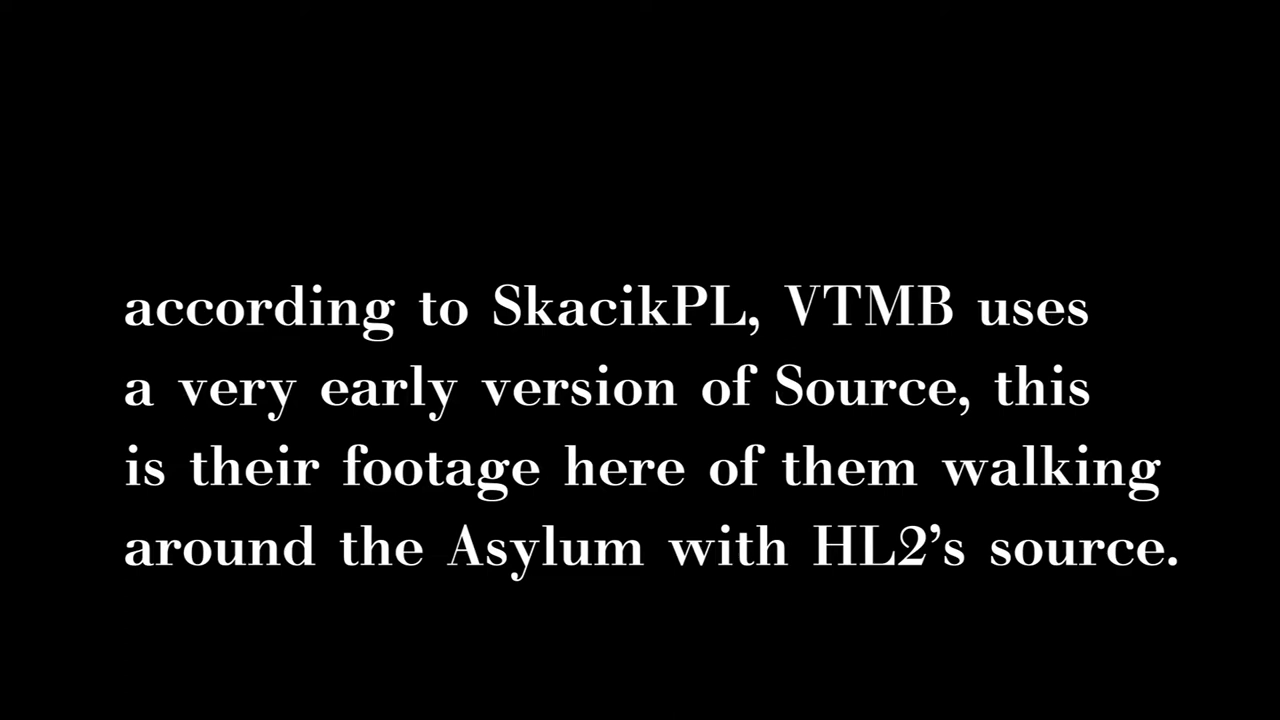 according to SkacikPL, VTMB uses
a very early version of Source, this
is their footage here of them walking
around the Asylum with HL2’s source.